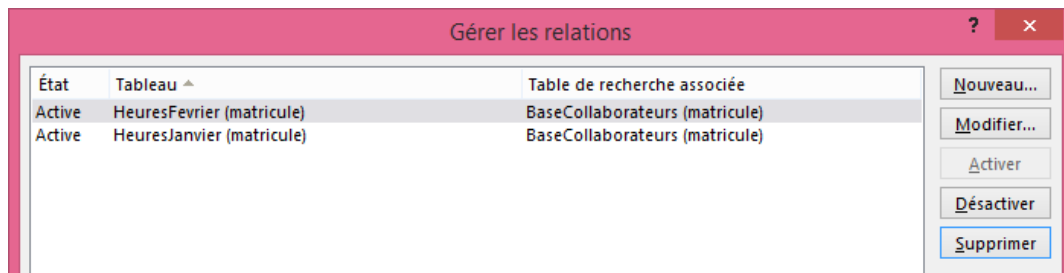 Gérer les relations ? ×
État Tableau Table de recherche associée
Active HeuresFevrier (matricule) BaseCollaborateurs (matricule)
Active HeuresJanvier (matricule) BaseCollaborateurs (matricule)
Nouveau...
Modifier...
Activer
Désactiver
Supprimer